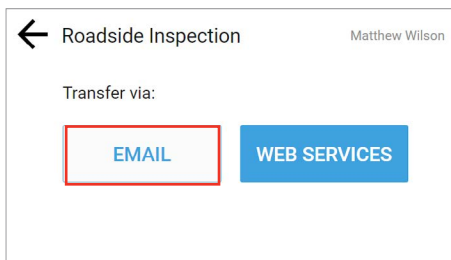 Roadside Inspection
Matthew Wilson
Transfer via:
EMAIL
WEB SERVICES